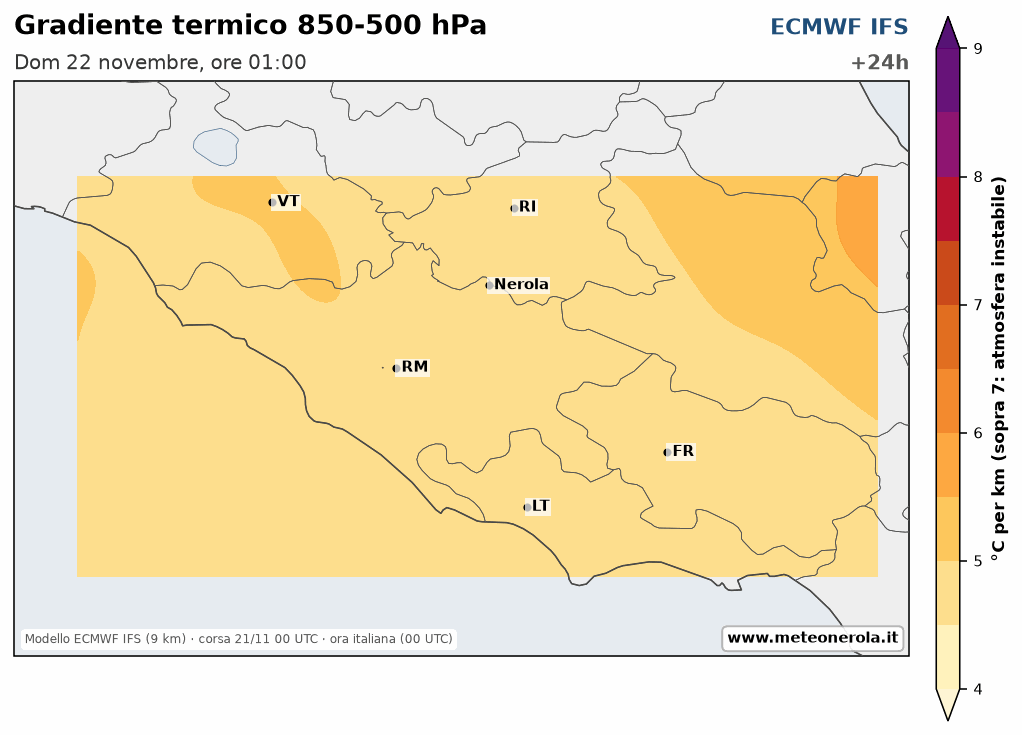 Gradiente termico 850-500 hPa
ECMWF IFS
Dom 22 novembre, ore 01:00
+24h
VT
RI
Nerola
RM
FR
LT
Modello ECMWF IFS (9 km) · corsa 21/11 00 UTC · ora italiana (00 UTC)
www.meteonerola.it
9
8
7
6
5
4
°C per km (sopra 7: atmosfera instabile)